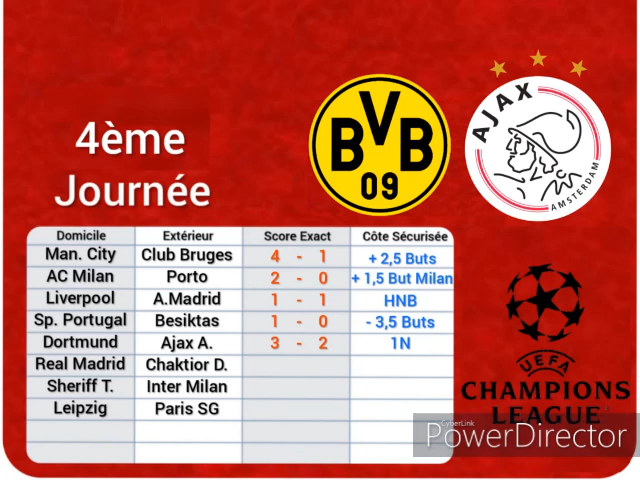 4ème
Journée
BVB
09
AJAX
AMSTERDAM
Domicile Extérieur Score Exact Côte Sécurisée
Man. City Club Bruges 4 - 1 + 2,5 Buts
AC Milan Porto 2 - 0 + 1,5 But Milan
Liverpool A.Madrid 1 - 1 HNB
Sp. Portugal Besiktas 1 - 0 - 3,5 Buts
Dortmund Ajax A. 3 - 2 1N
Real Madrid Chaktior D.
Sheriff T. Inter Milan
Leipzig Paris SG
UEFA
CHAMPIONS
LEAGUE
CyberLink
PowerDirector